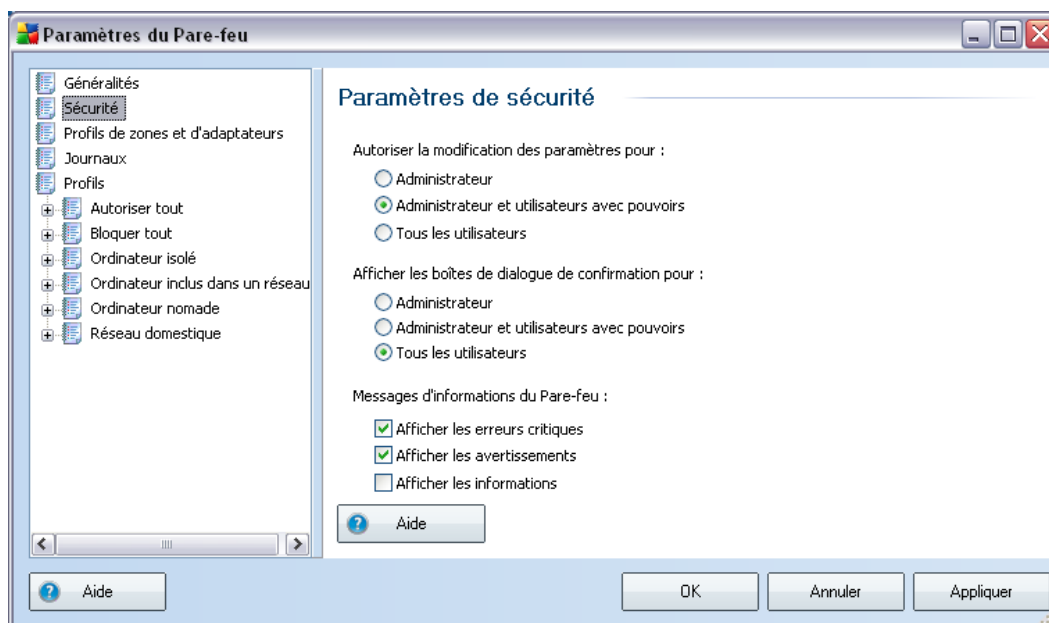 Paramètres du Pare-feu
Généralités
Sécurité
Profils de zones et d'adaptateurs
Journaux
Profils
Autoriser tout
Bloquer tout
Ordinateur isolé
Ordinateur inclus dans un réseau
Ordinateur nomade
Réseau domestique
Paramètres de sécurité
Autoriser la modification des paramètres pour :
Administrateur
Administrateur et utilisateurs avec pouvoirs
Tous les utilisateurs
Afficher les boîtes de dialogue de confirmation pour :
Administrateur
Administrateur et utilisateurs avec pouvoirs
Tous les utilisateurs
Messages d'informations du Pare-feu :
Afficher les erreurs critiques
Afficher les avertissements
Afficher les informations
Aide
Aide
OK
Annuler
Appliquer